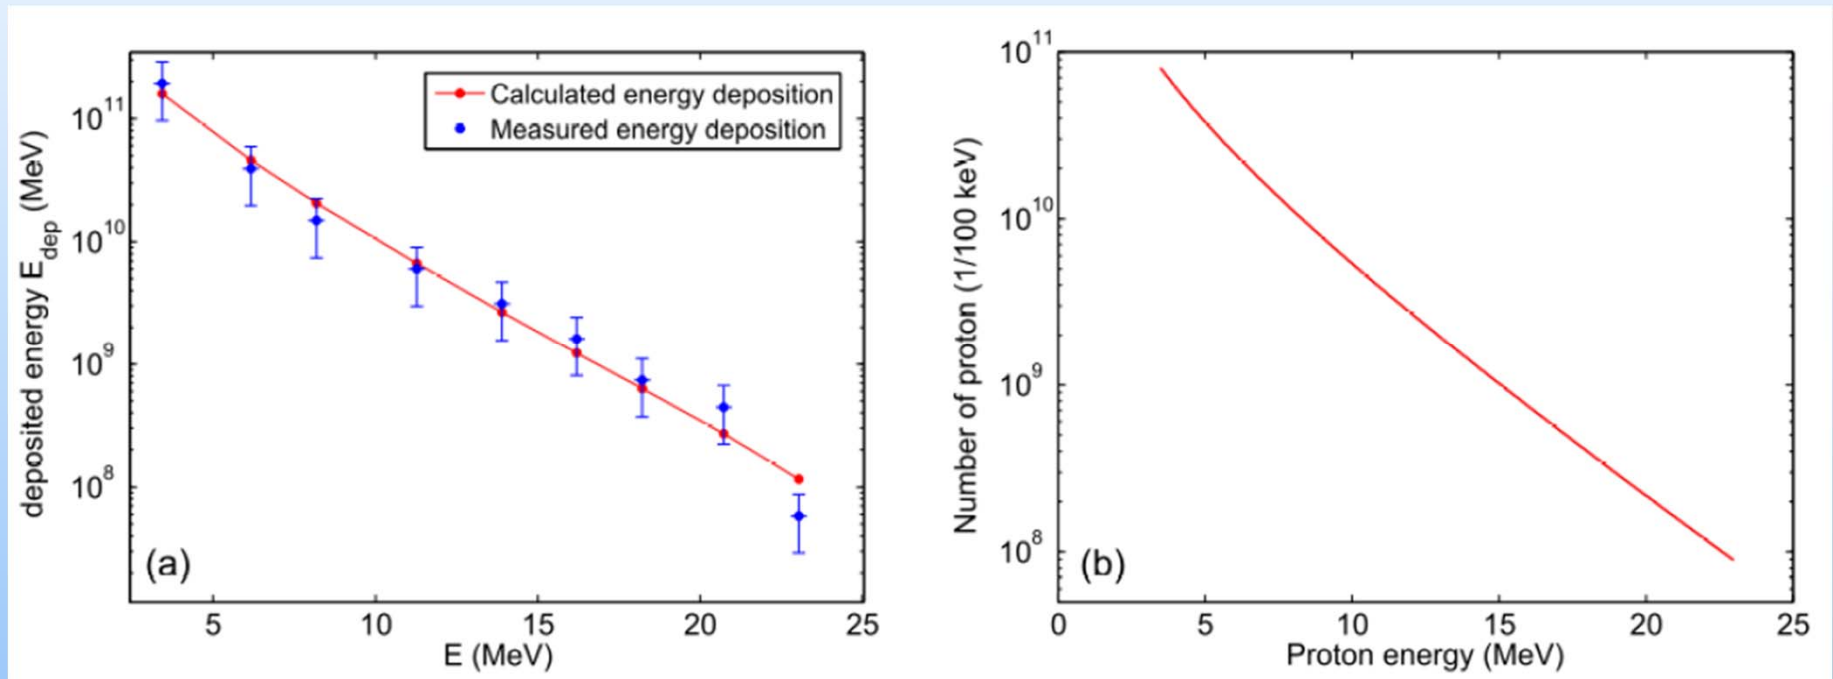 deposited energy E_dep (MeV)
10^11
10^10
10^9
10^8
Calculated energy deposition
Measured energy deposition
(a)
5 10 15 20 25
E (MeV)
Number of proton (1/100 keV)
10^11
10^10
10^9
10^8
(b)
0 5 10 15 20 25
Proton energy (MeV)